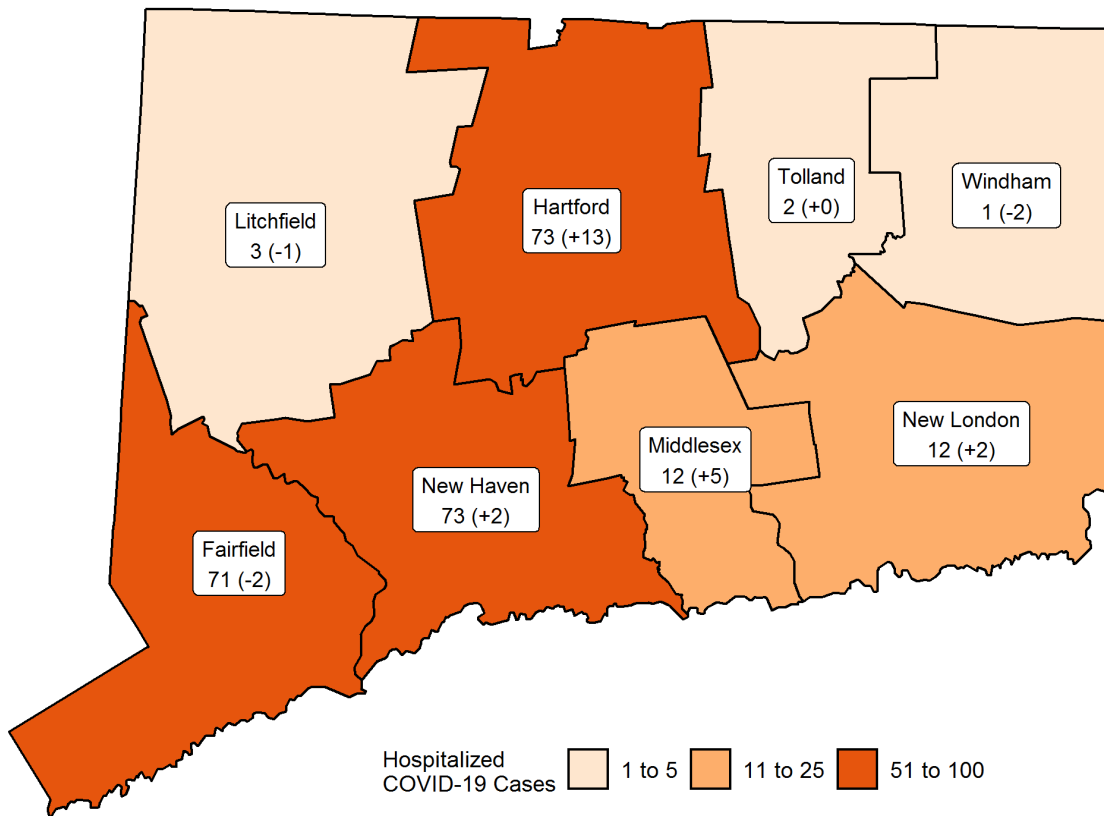 Tolland
2 (+0)
Windham
1 (-2)
Litchfield
3 (-1)
Hartford
73 (+13)
New London
12 (+2)
Middlesex
12 (+5)
New Haven
73 (+2)
Fairfield
71 (-2)
Hospitalized
COVID-19 Cases
1 to 5
11 to 25
51 to 100